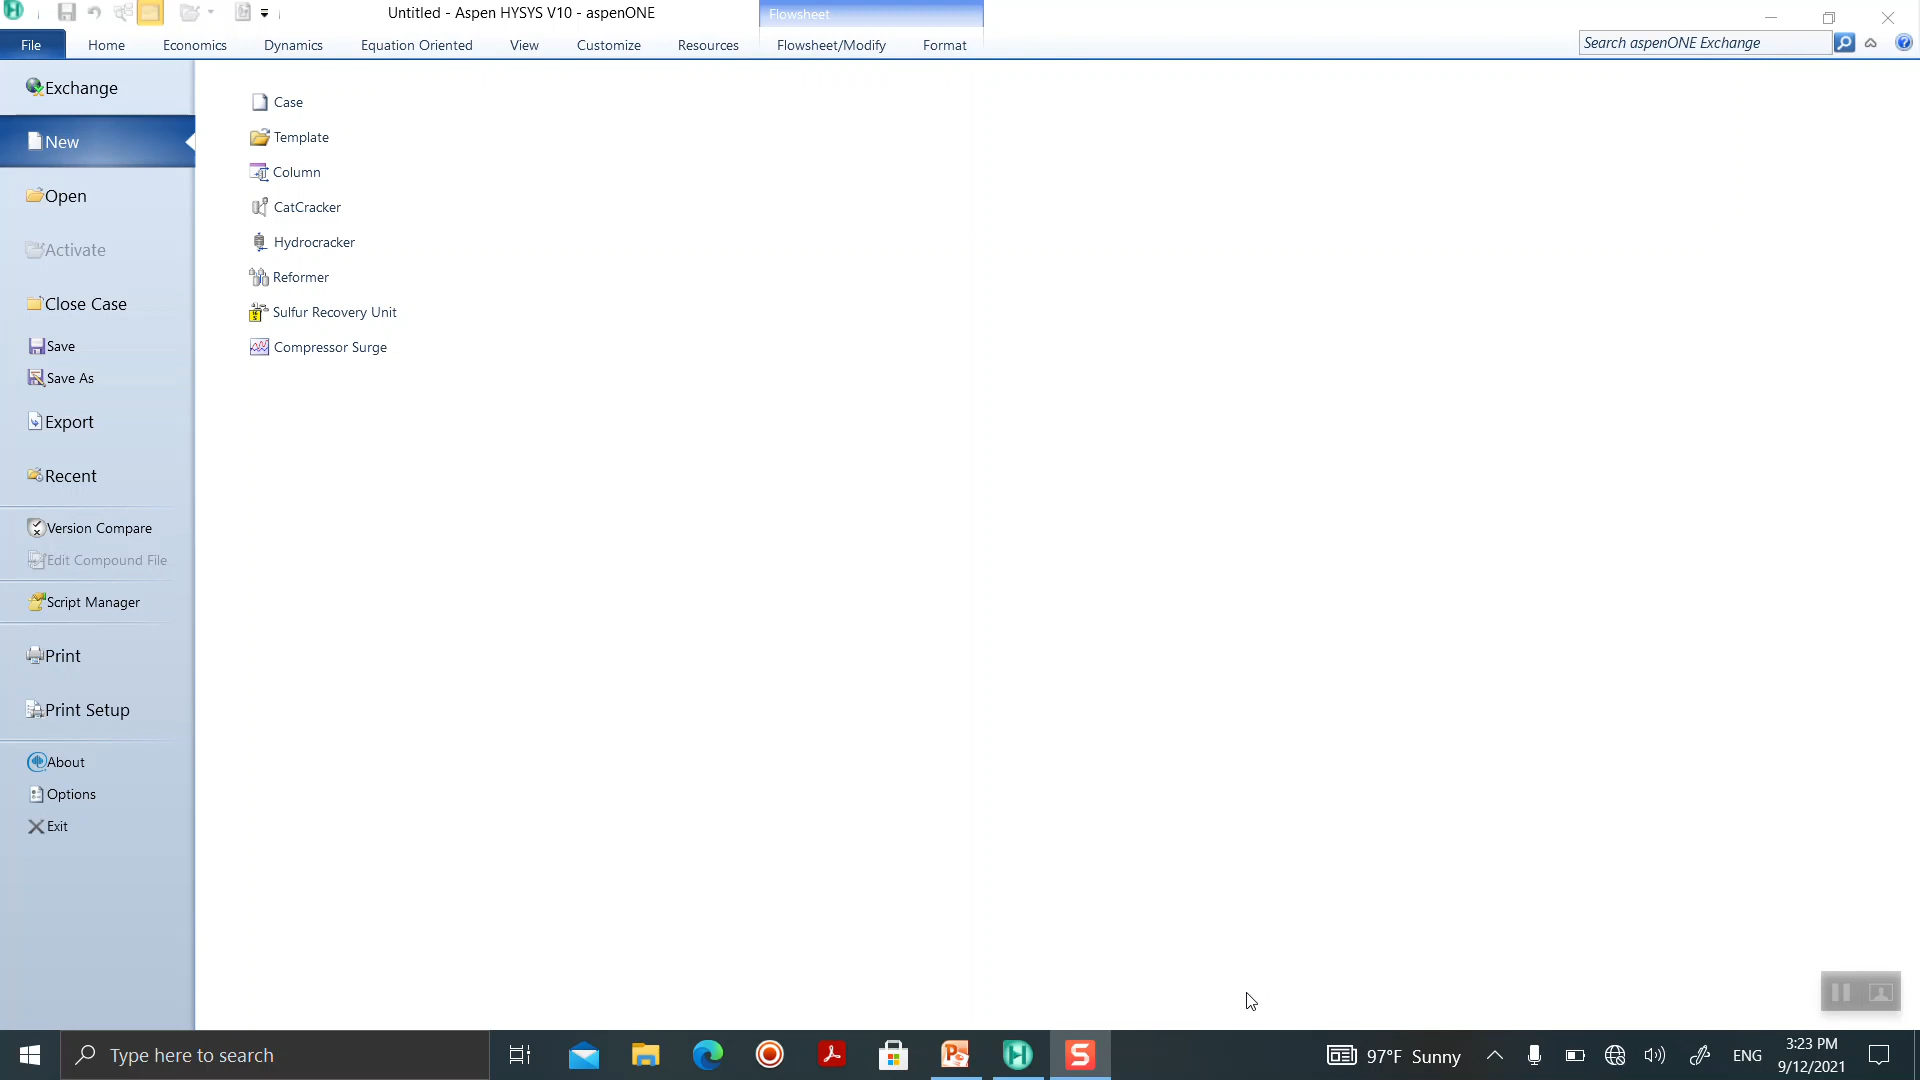 Untitled - Aspen HYSYS V10 - aspenONE
Flowsheet
File Home Economics Dynamics Equation Oriented View Customize Resources Flowsheet/Modify Format
Search aspenONE Exchange
Exchange
New
Open
Activate
Close Case
Save
Save As
Export
Recent
Version Compare
Edit Compound File
Script Manager
Print
Print Setup
About
Options
Exit
Case
Template
Column
CatCracker
Hydrocracker
Reformer
Sulfur Recovery Unit
Compressor Surge
Type here to search
97°F Sunny
ENG
3:23 PM
9/12/2021